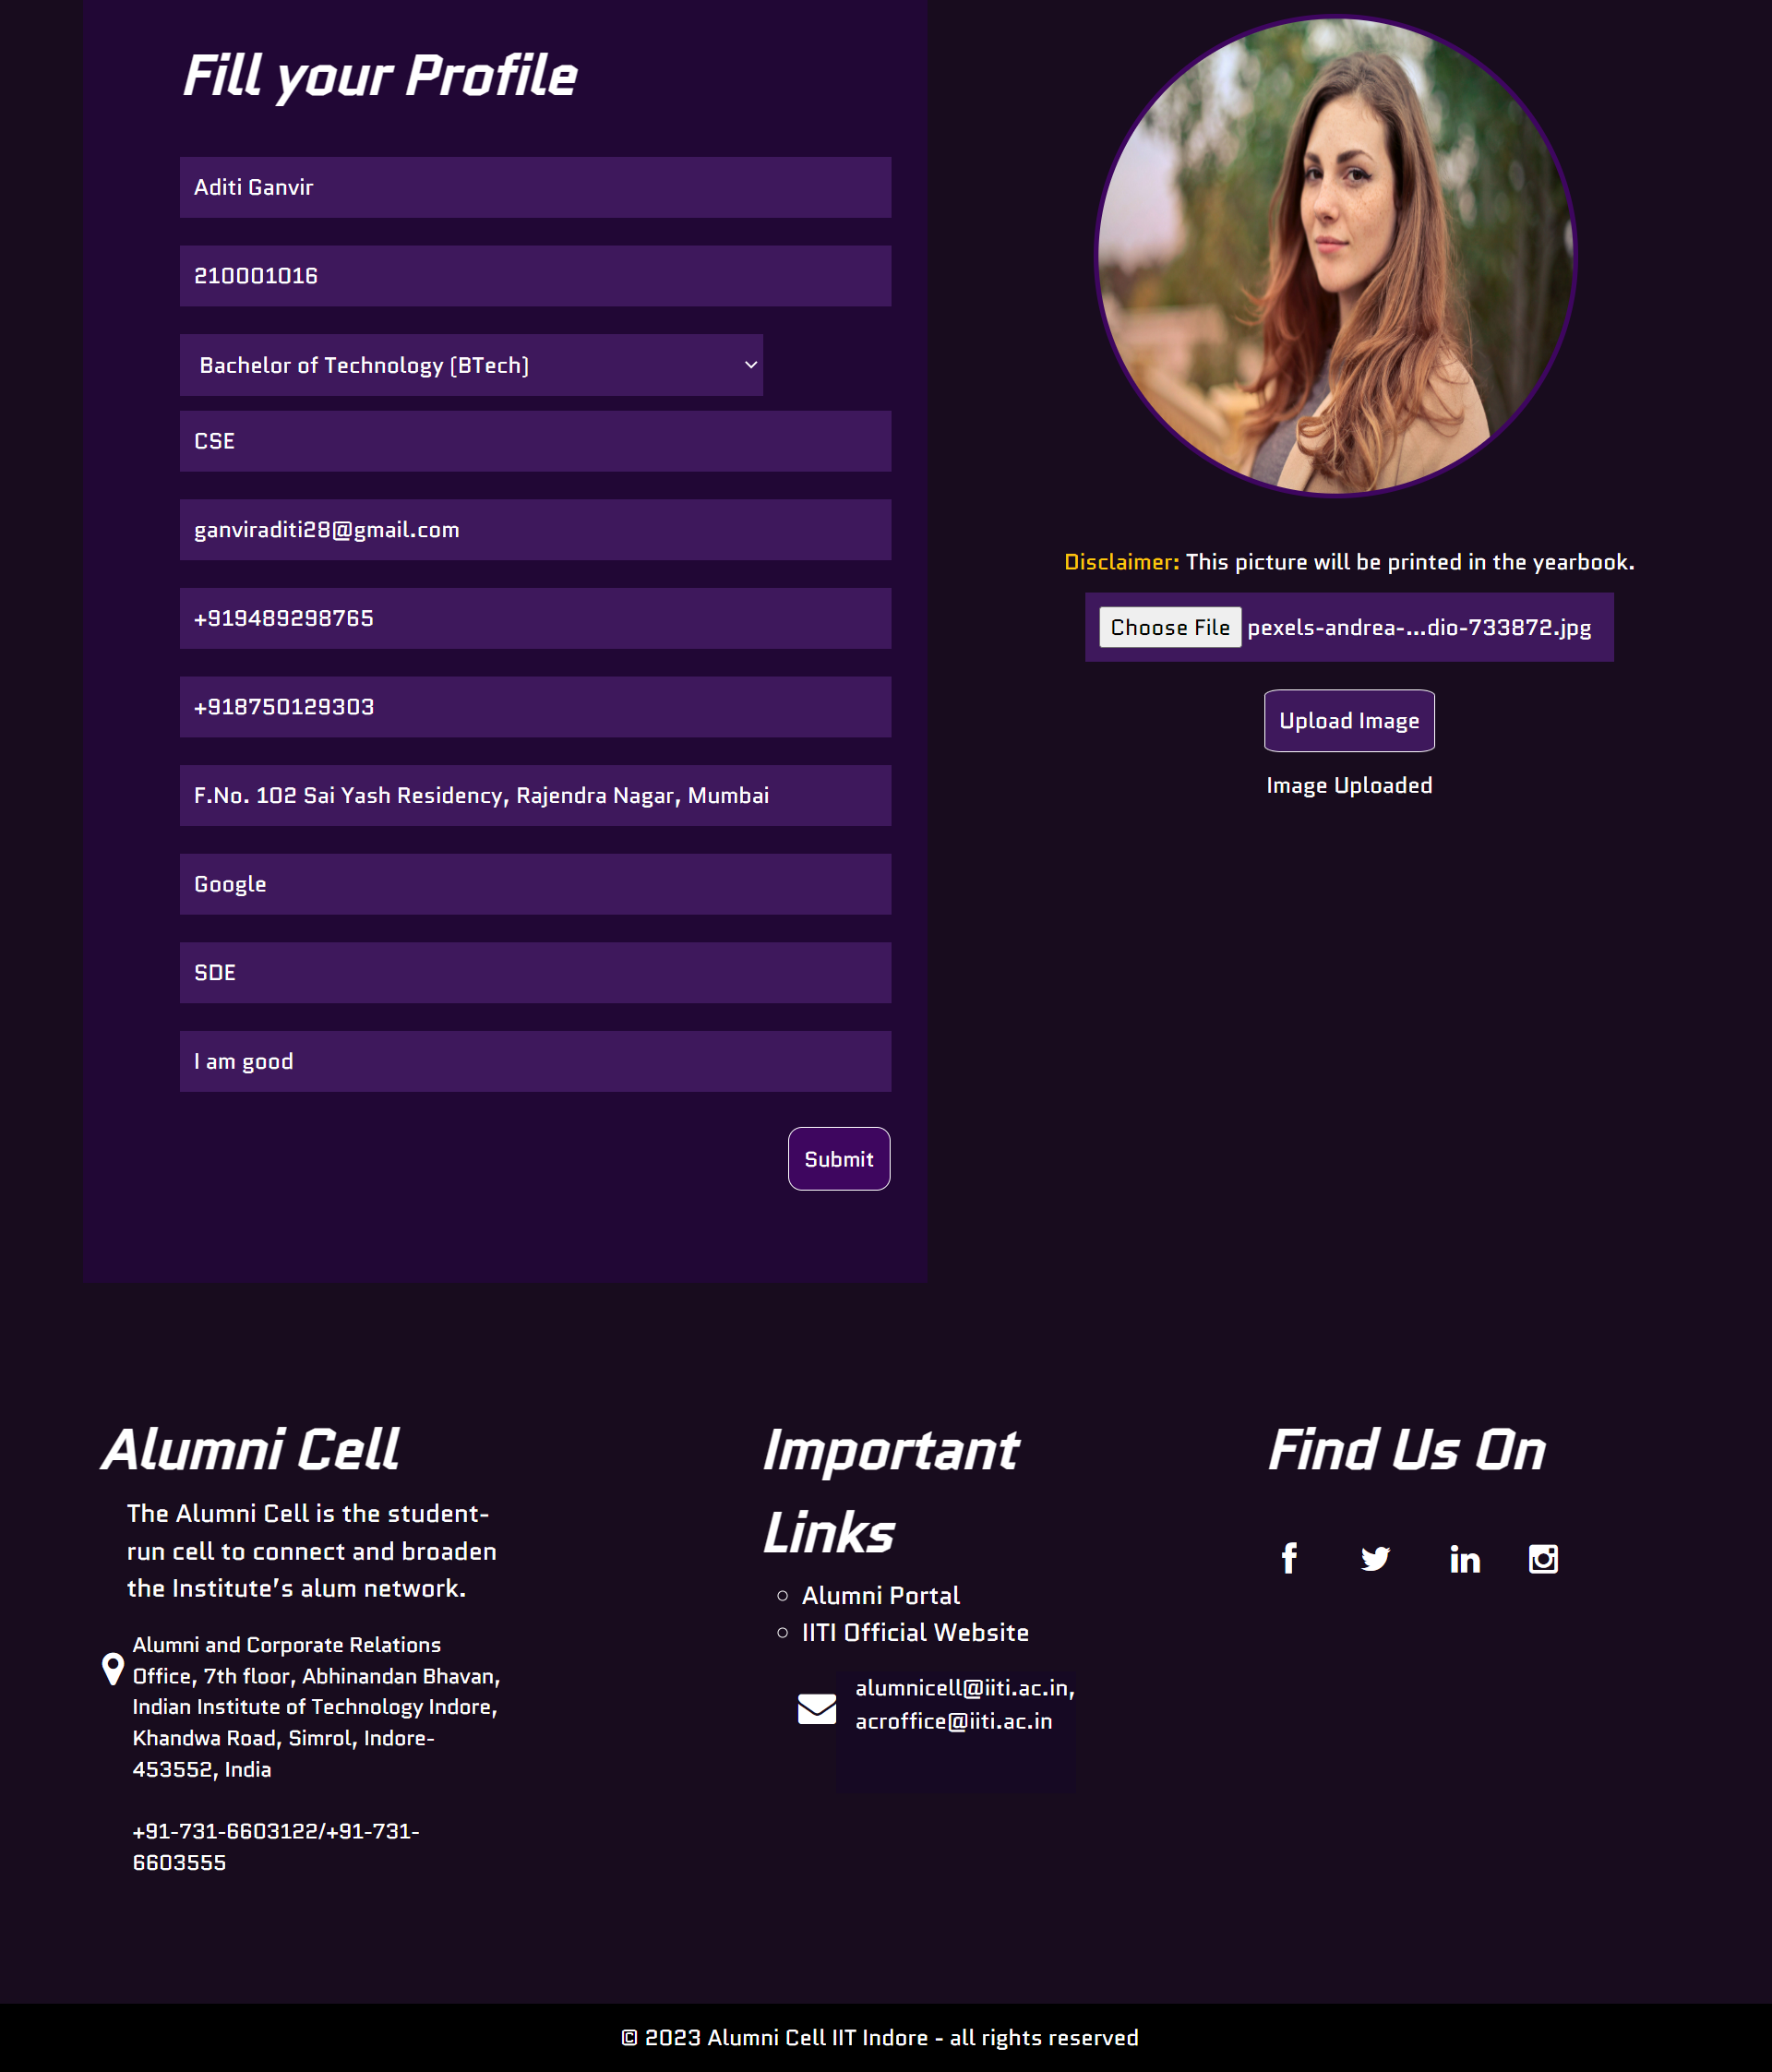 Fill your Profile
Aditi Ganvir
210001016
Bachelor of Technology (BTech)
CSE
ganviraditi28@gmail.com
+919489298765
+918750129303
F.No. 102 Sai Yash Residency, Rajendra Nagar, Mumbai
Google
SDE
I am good
Submit
Disclaimer: This picture will be printed in the yearbook.
Choose File pexels-andrea-...dio-733872.jpg
Upload Image
Image Uploaded
Alumni Cell
The Alumni Cell is the student-
run cell to connect and broaden
the Institute's alum network.
Alumni and Corporate Relations
Office, 7th floor, Abhinandan Bhavan,
Indian Institute of Technology Indore,
Khandwa Road, Simrol, Indore-
453552, India
+91-731-6603122/+91-731-
6603555
Important
Links
Alumni Portal
IITI Official Website
alumnicell@iiti.ac.in,
acroffice@iiti.ac.in
Find Us On
© 2023 Alumni Cell IIT Indore - all rights reserved